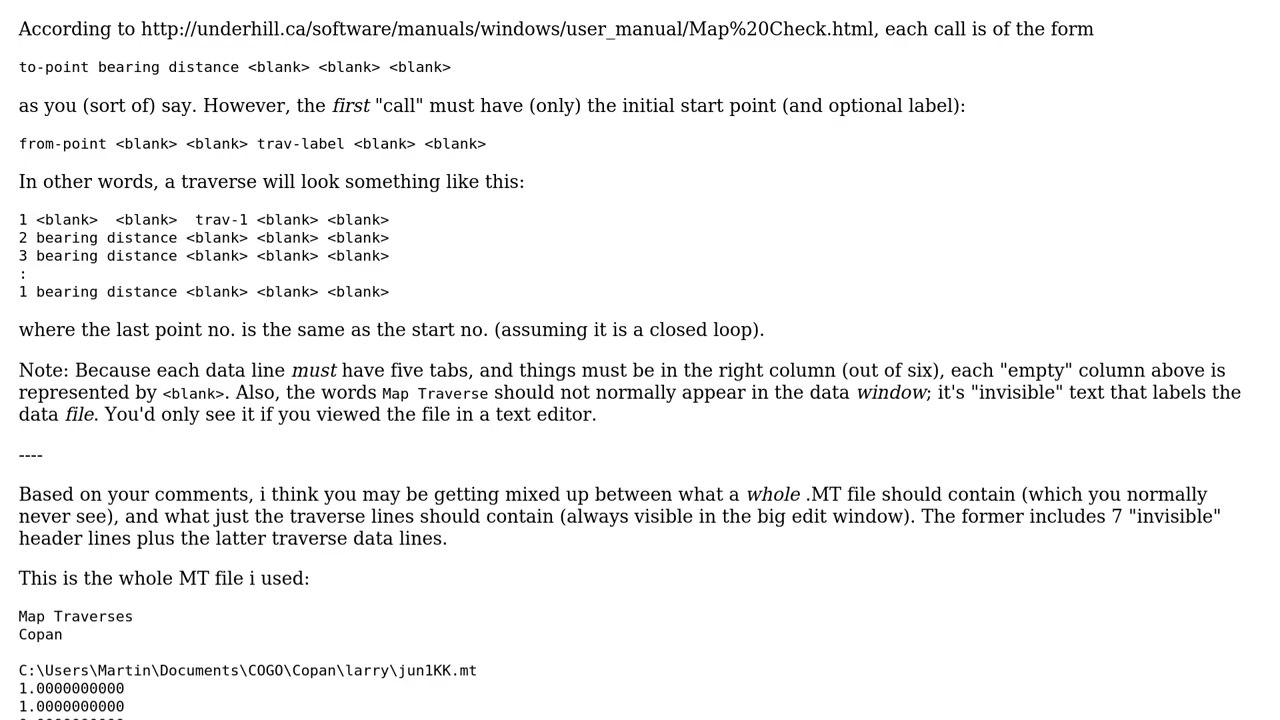 According to http://underhill.ca/software/manuals/windows/user_manual/Map%20Check.html, each call is of the form
to-point bearing distance <blank> <blank> <blank>
as you (sort of) say. However, the first "call" must have (only) the initial start point (and optional label):
from-point <blank> <blank> trav-label <blank> <blank>
In other words, a traverse will look something like this:
1 <blank>  <blank>  trav-1 <blank> <blank>
2 bearing distance <blank> <blank> <blank>
3 bearing distance <blank> <blank> <blank>
:
1 bearing distance <blank> <blank> <blank>
where the last point no. is the same as the start no. (assuming it is a closed loop).
Note: Because each data line must have five tabs, and things must be in the right column (out of six), each "empty" column above is
represented by <blank>. Also, the words Map Traverse should not normally appear in the data window; it's "invisible" text that labels the
data file. You'd only see it if you viewed the file in a text editor.
----
Based on your comments, i think you may be getting mixed up between what a whole .MT file should contain (which you normally
never see), and what just the traverse lines should contain (always visible in the big edit window). The former includes 7 "invisible"
header lines plus the latter traverse data lines.
This is the whole MT file i used:
Map Traverses
Copan
C:\Users\Martin\Documents\COGO\Copan\larry\jun1KK.mt
1.0000000000
1.0000000000